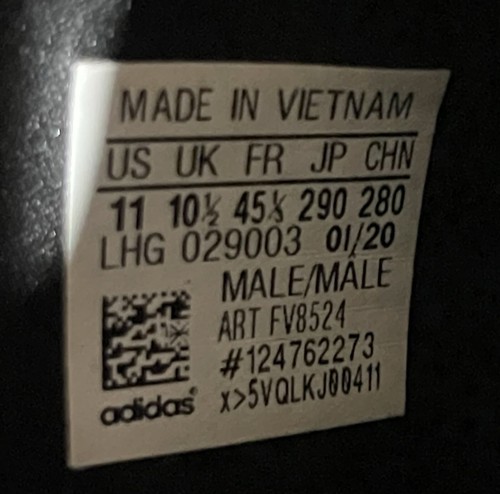 MADE IN VIETNAM
US UK FR JP CHN
11 10½ 45⅓ 290 280
LHG 029003 01/20
MALE/MÂLE
ART FV8524
#124762273
x>5VQLKJ00411
adidas®